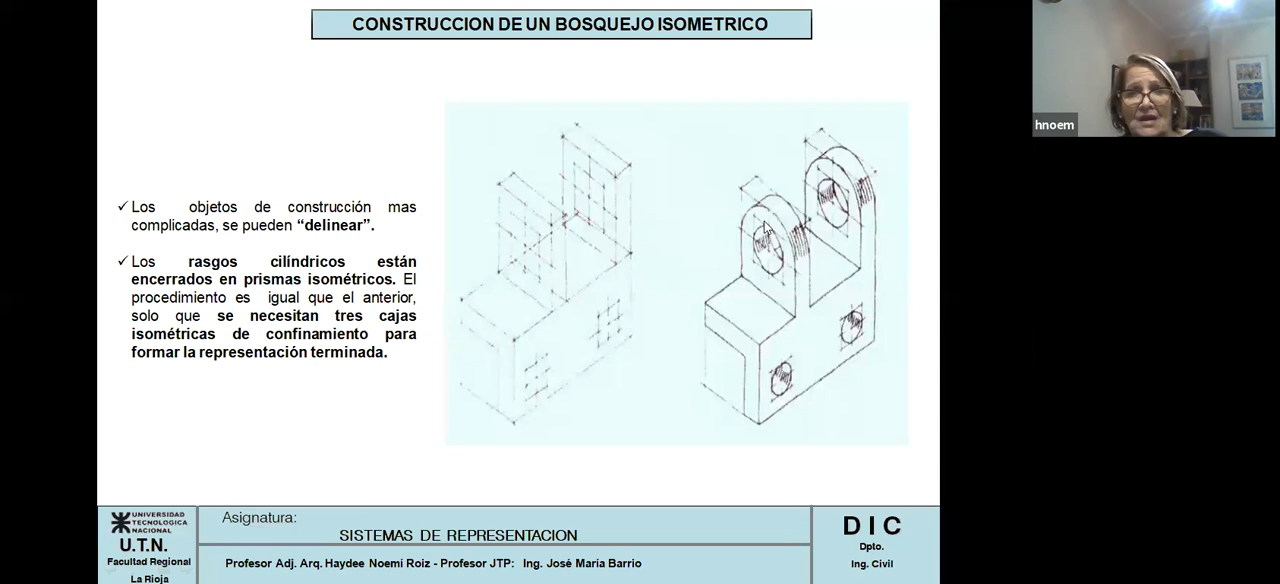 CONSTRUCCION DE UN BOSQUEJO ISOMETRICO
hnoem
✓ Los objetos de construcción mas
complicadas, se pueden “delinear”.
✓ Los rasgos cilíndricos están
encerrados en prismas isométricos. El
procedimiento es igual que el anterior,
solo que se necesitan tres cajas
isométricas de confinamiento para
formar la representación terminada.
UNIVERSIDAD
TECNOLOGICA
NACIONAL
U.T.N.
Facultad Regional
La Rioja
Asignatura:
SISTEMAS DE REPRESENTACION
Profesor Adj. Arq. Haydee Noemí Roiz - Profesor JTP: Ing. José María Barrio
D I C
Dpto.
Ing. Civil